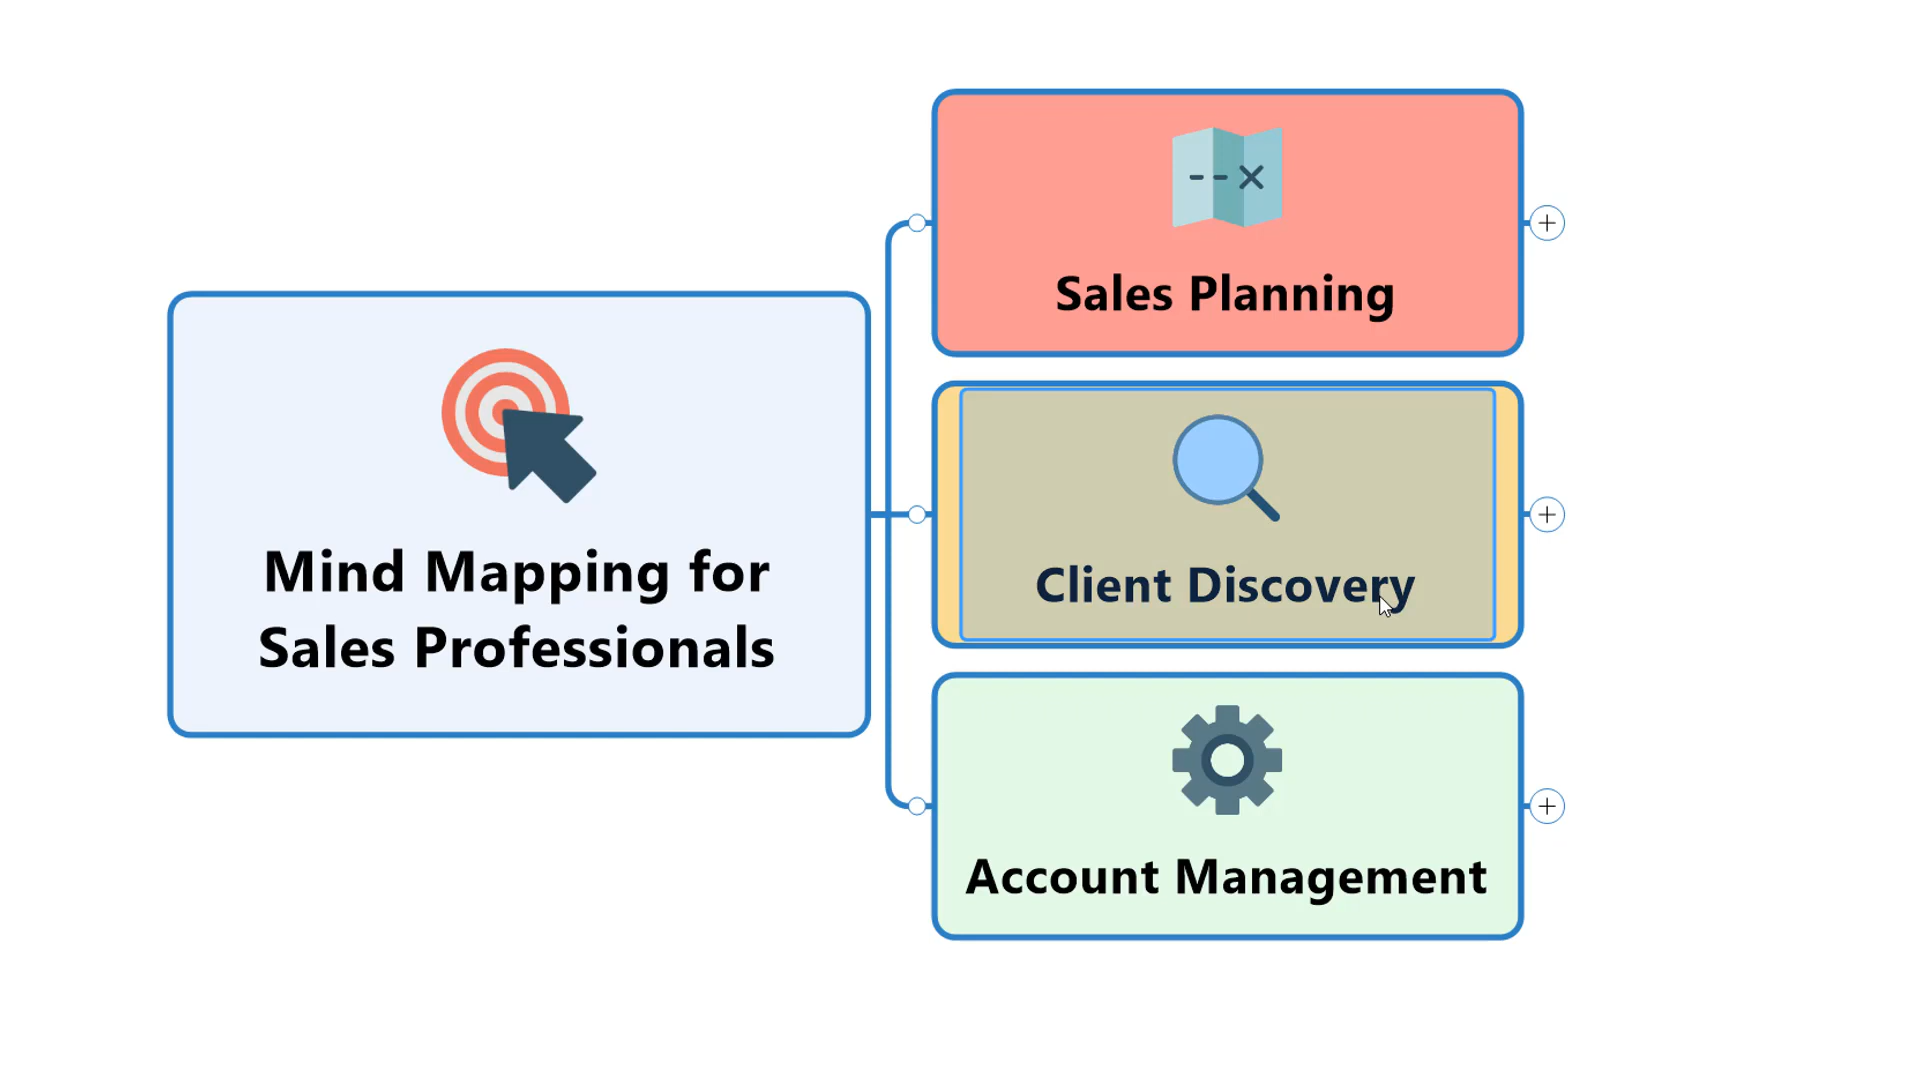 Mind Mapping for
Sales Professionals
Sales Planning
Client Discovery
Account Management